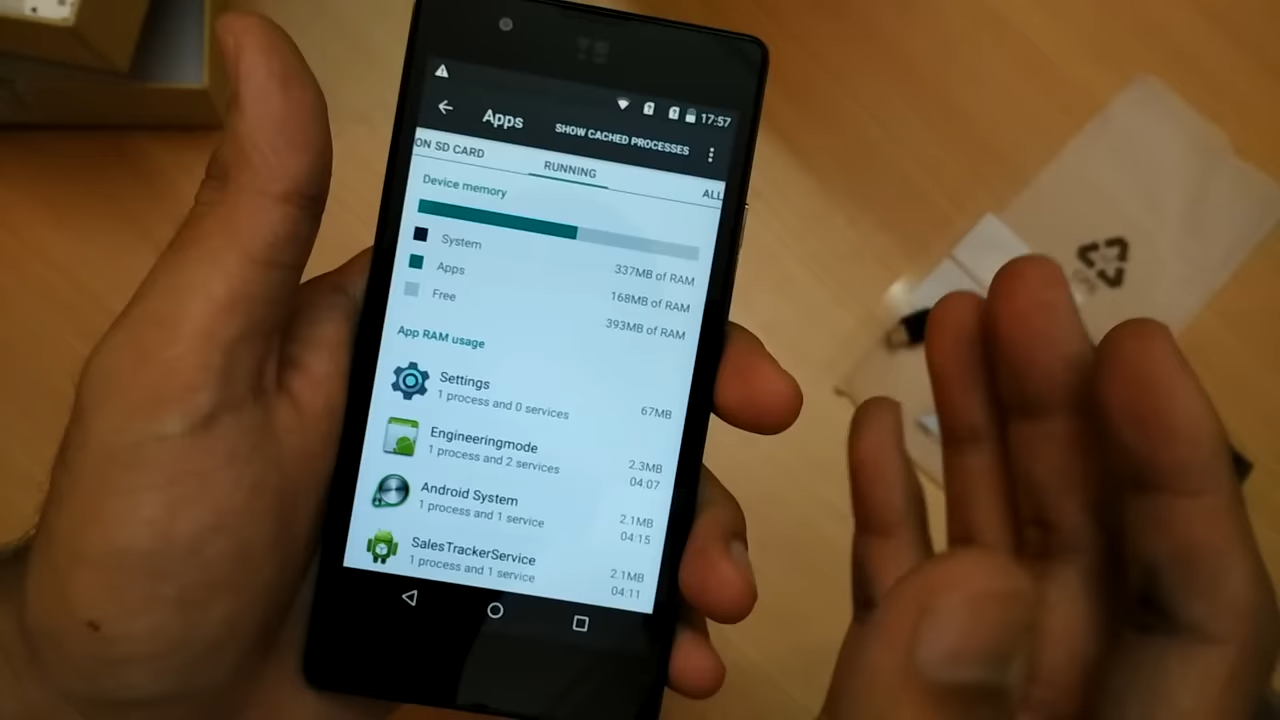 17:57
Apps
SHOW CACHED PROCESSES
ON SD CARD
RUNNING
ALL
Device memory
System
337MB of RAM
Apps
168MB of RAM
Free
393MB of RAM
App RAM usage
Settings
1 process and 0 services
67MB
Engineeringmode
1 process and 2 services
2.3MB
04:07
Android System
1 process and 1 service
2.1MB
04:15
SalesTrackerService
1 process and 1 service
2.1MB
04:11